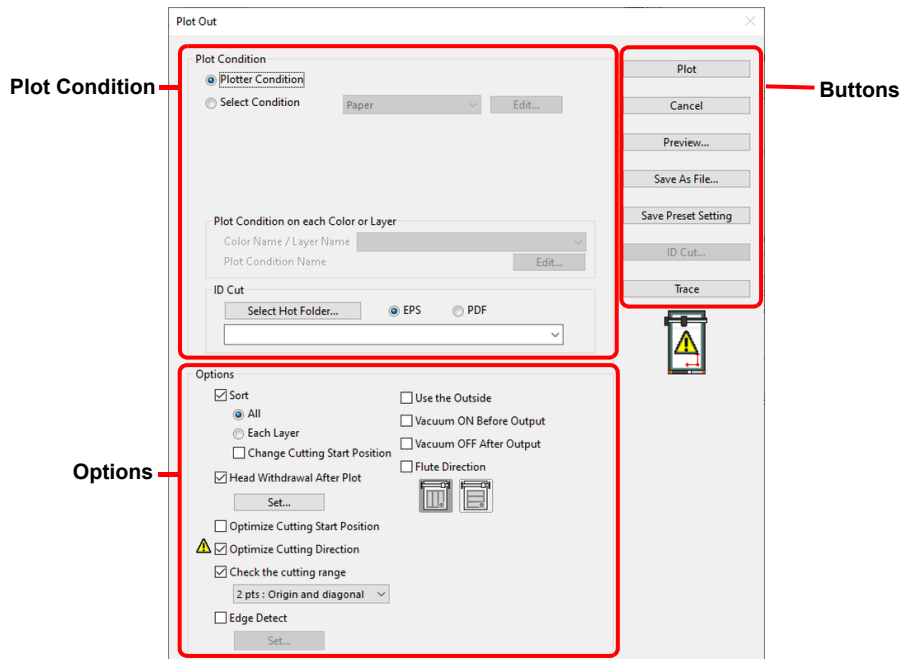 Plot Out
Plot Condition
Plot Condition
Plotter Condition
Select Condition
Paper
Edit...
Plot Condition on each Color or Layer
Color Name / Layer Name
Plot Condition Name
Edit...
ID Cut
Select Hot Folder...
EPS
PDF
Buttons
Plot
Cancel
Preview...
Save As File...
Save Preset Setting
ID Cut...
Trace
Options
Options
Sort
All
Each Layer
Change Cutting Start Position
Head Withdrawal After Plot
Set...
Optimize Cutting Start Position
Optimize Cutting Direction
Check the cutting range
2 pts : Origin and diagonal
Edge Detect
Set...
Use the Outside
Vacuum ON Before Output
Vacuum OFF After Output
Flute Direction